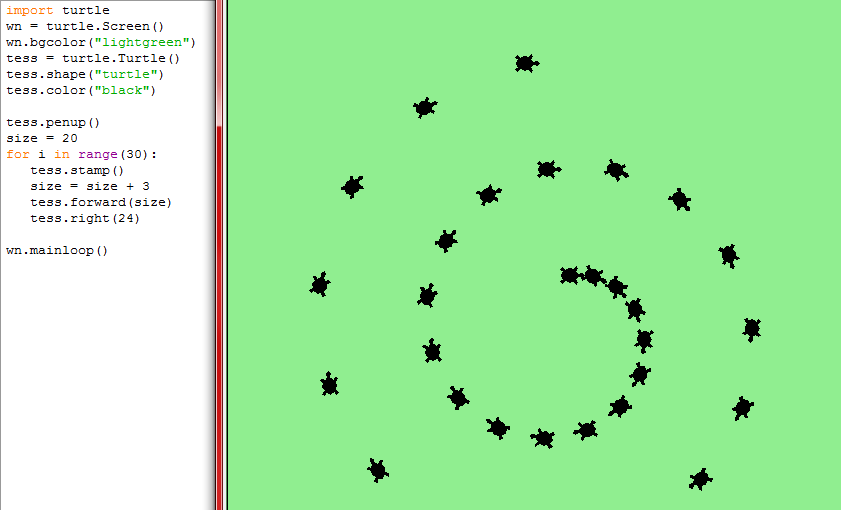 import turtle
wn = turtle.Screen()
wn.bgcolor("lightgreen")
tess = turtle.Turtle()
tess.shape("turtle")
tess.color("black")

tess.penup()
size = 20
for i in range(30):
   tess.stamp()
   size = size + 3
   tess.forward(size)
   tess.right(24)

wn.mainloop()